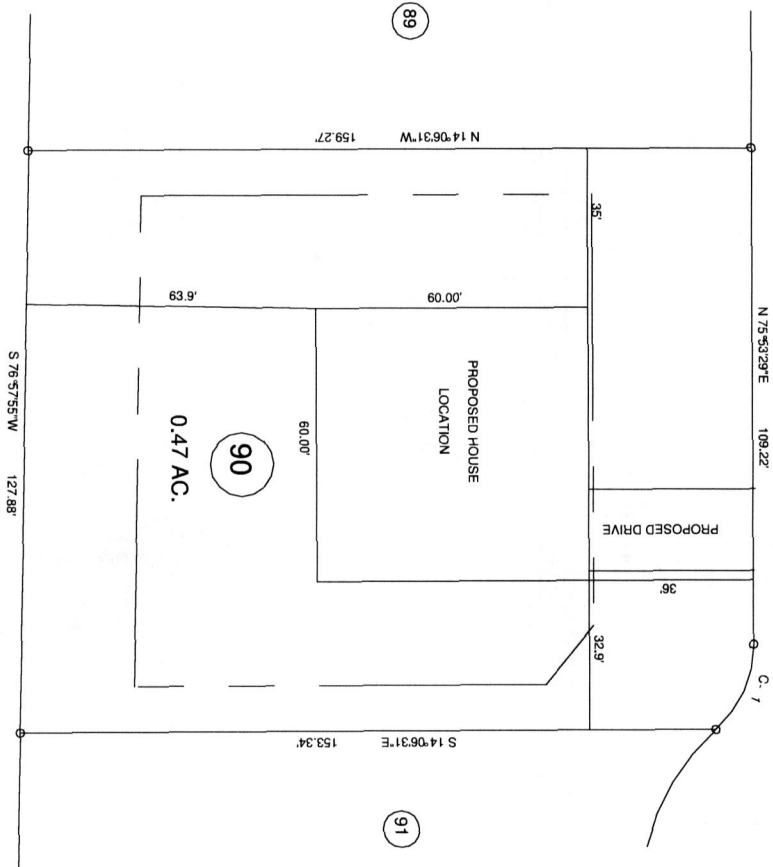 89
N 14°06'31"W 159.27'
35'
63.9'
60.00'
N 75°53'29"E 109.22'
PROPOSED HOUSE
LOCATION
S 76°57'55"W 127.88'
0.47 AC.
90
60.00'
PROPOSED DRIVE
36'
32.9'
C. 1
S 14°06'31"E 153.34'
91